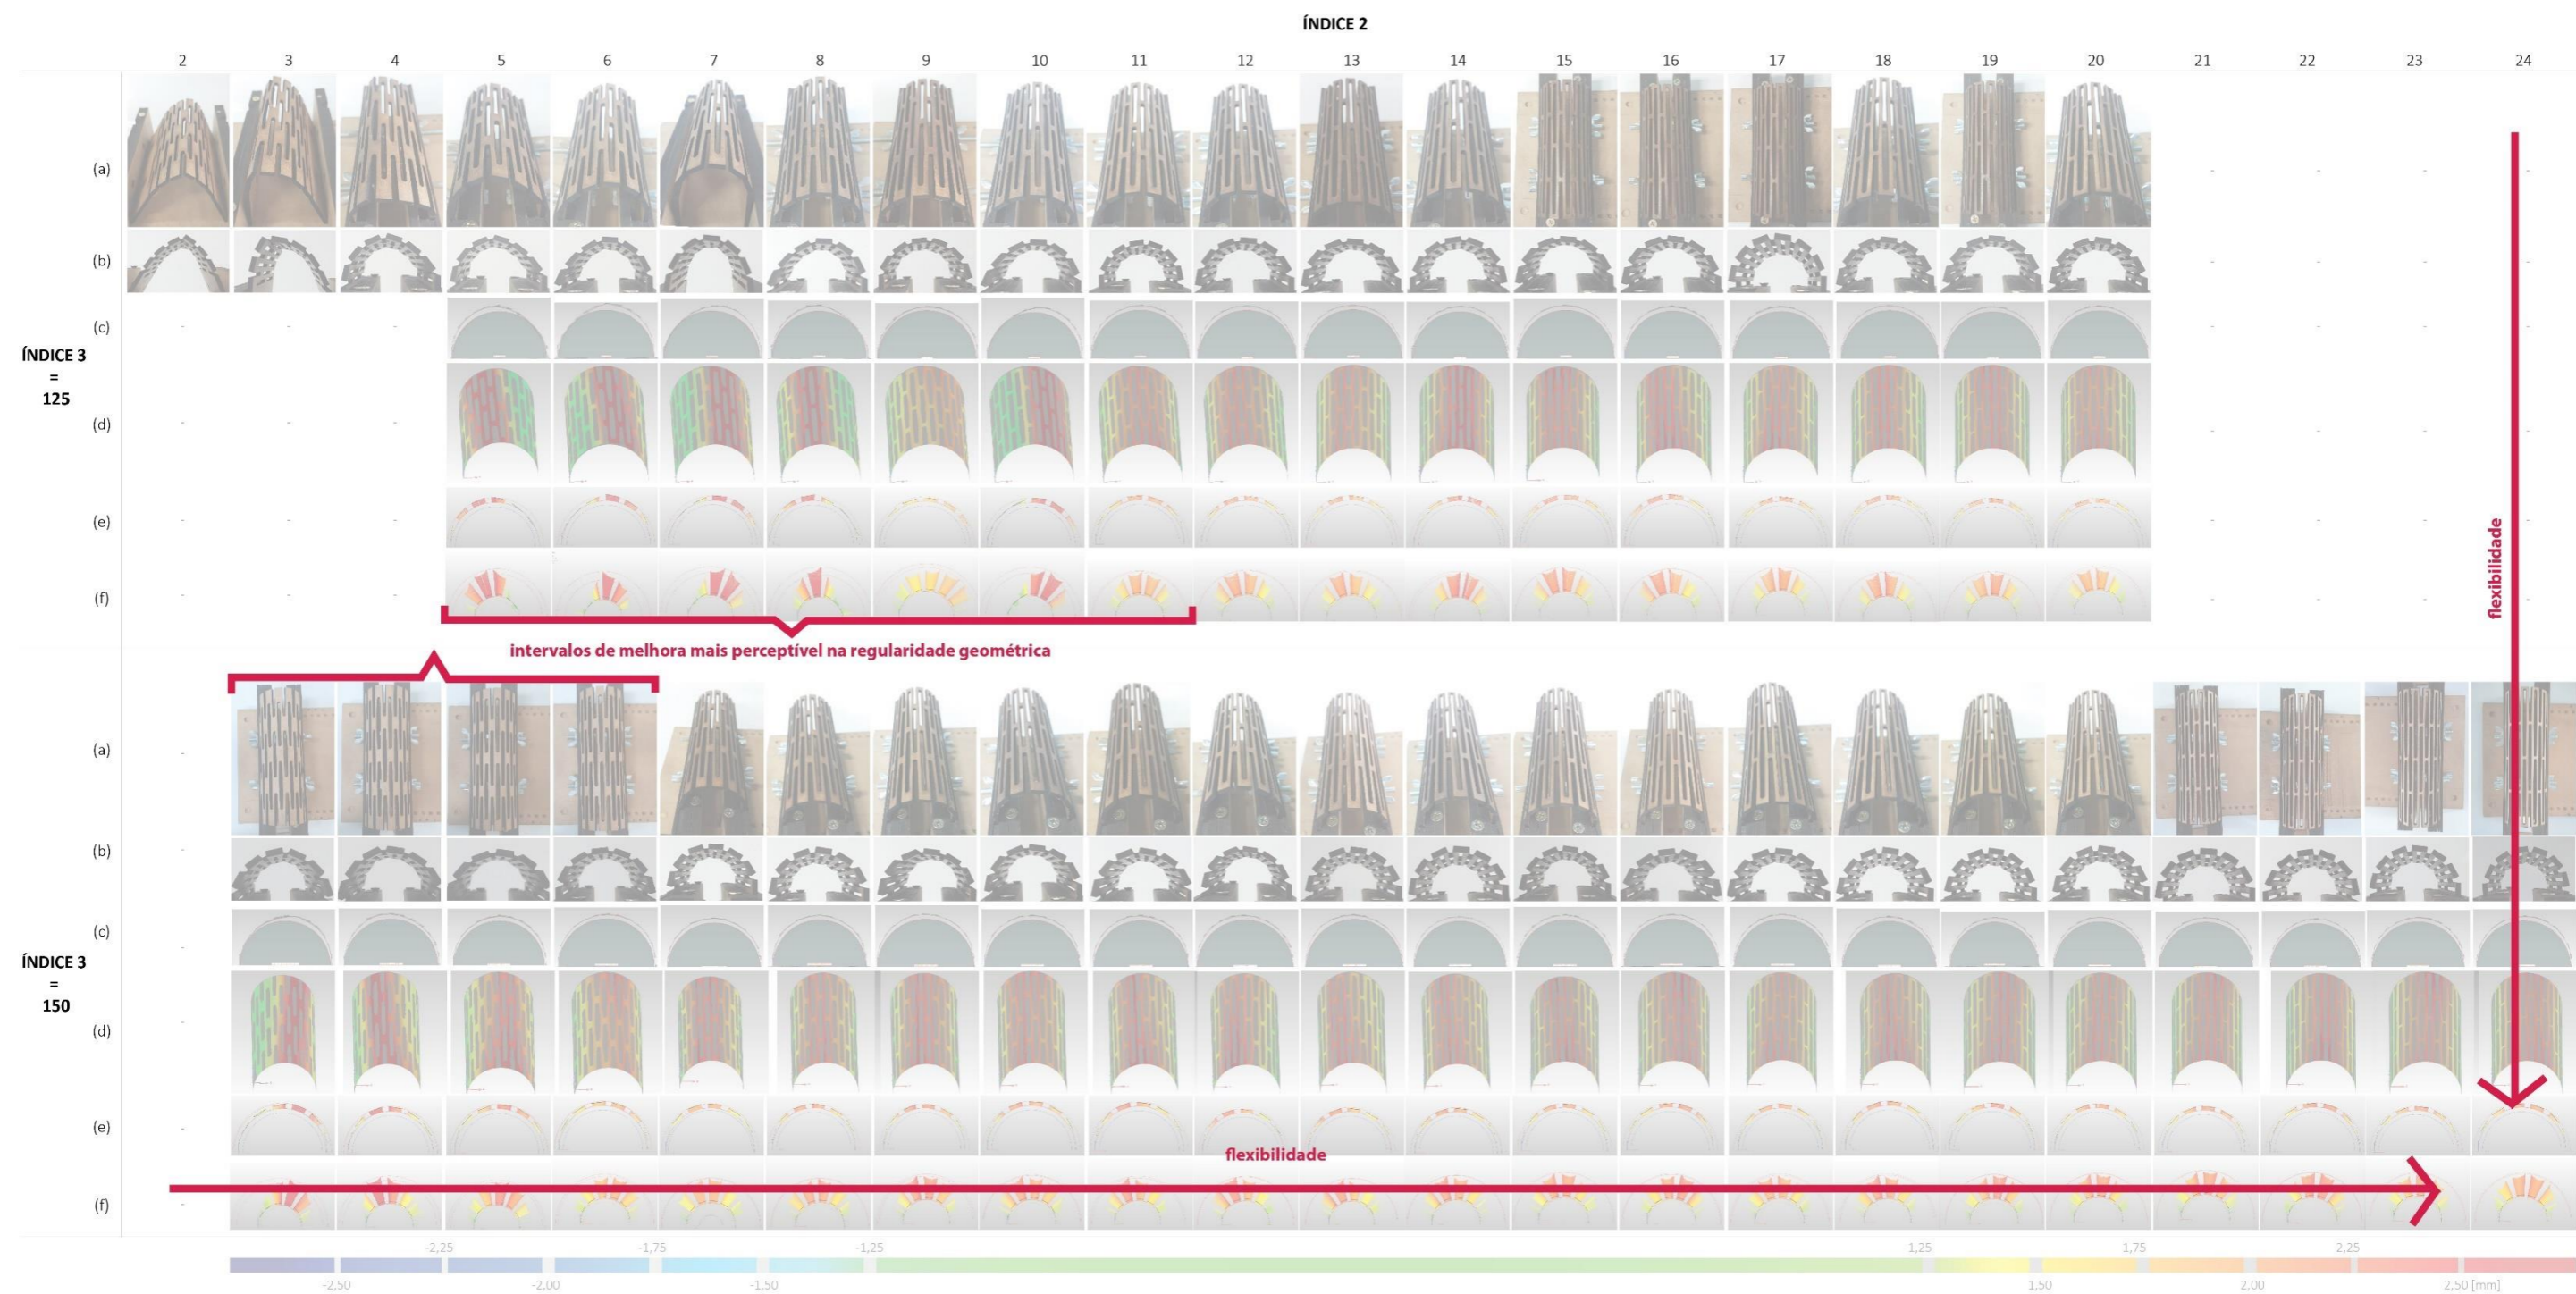 ÍNDICE 2
2 3 4 5 6 7 8 9 10 11 12 13 14 15 16 17 18 19 20 21 22 23 24
(a) - - - -
(b) - - - -
(c) - - - - - - -
ÍNDICE 3
=
125
(d) - - - - - - -
(e) - - - - - - -
flexibilidade
(f) - - - - - - -
intervalos de melhora mais perceptível na regularidade geométrica
(a) -
(b) -
(c) -
ÍNDICE 3
=
150
(d) -
(e) -
flexibilidade
(f) -
-2,25 -1,75 -1,25 1,25 1,75 2,25
-2,50 -2,00 -1,50 1,50 2,00 2,50 [mm]